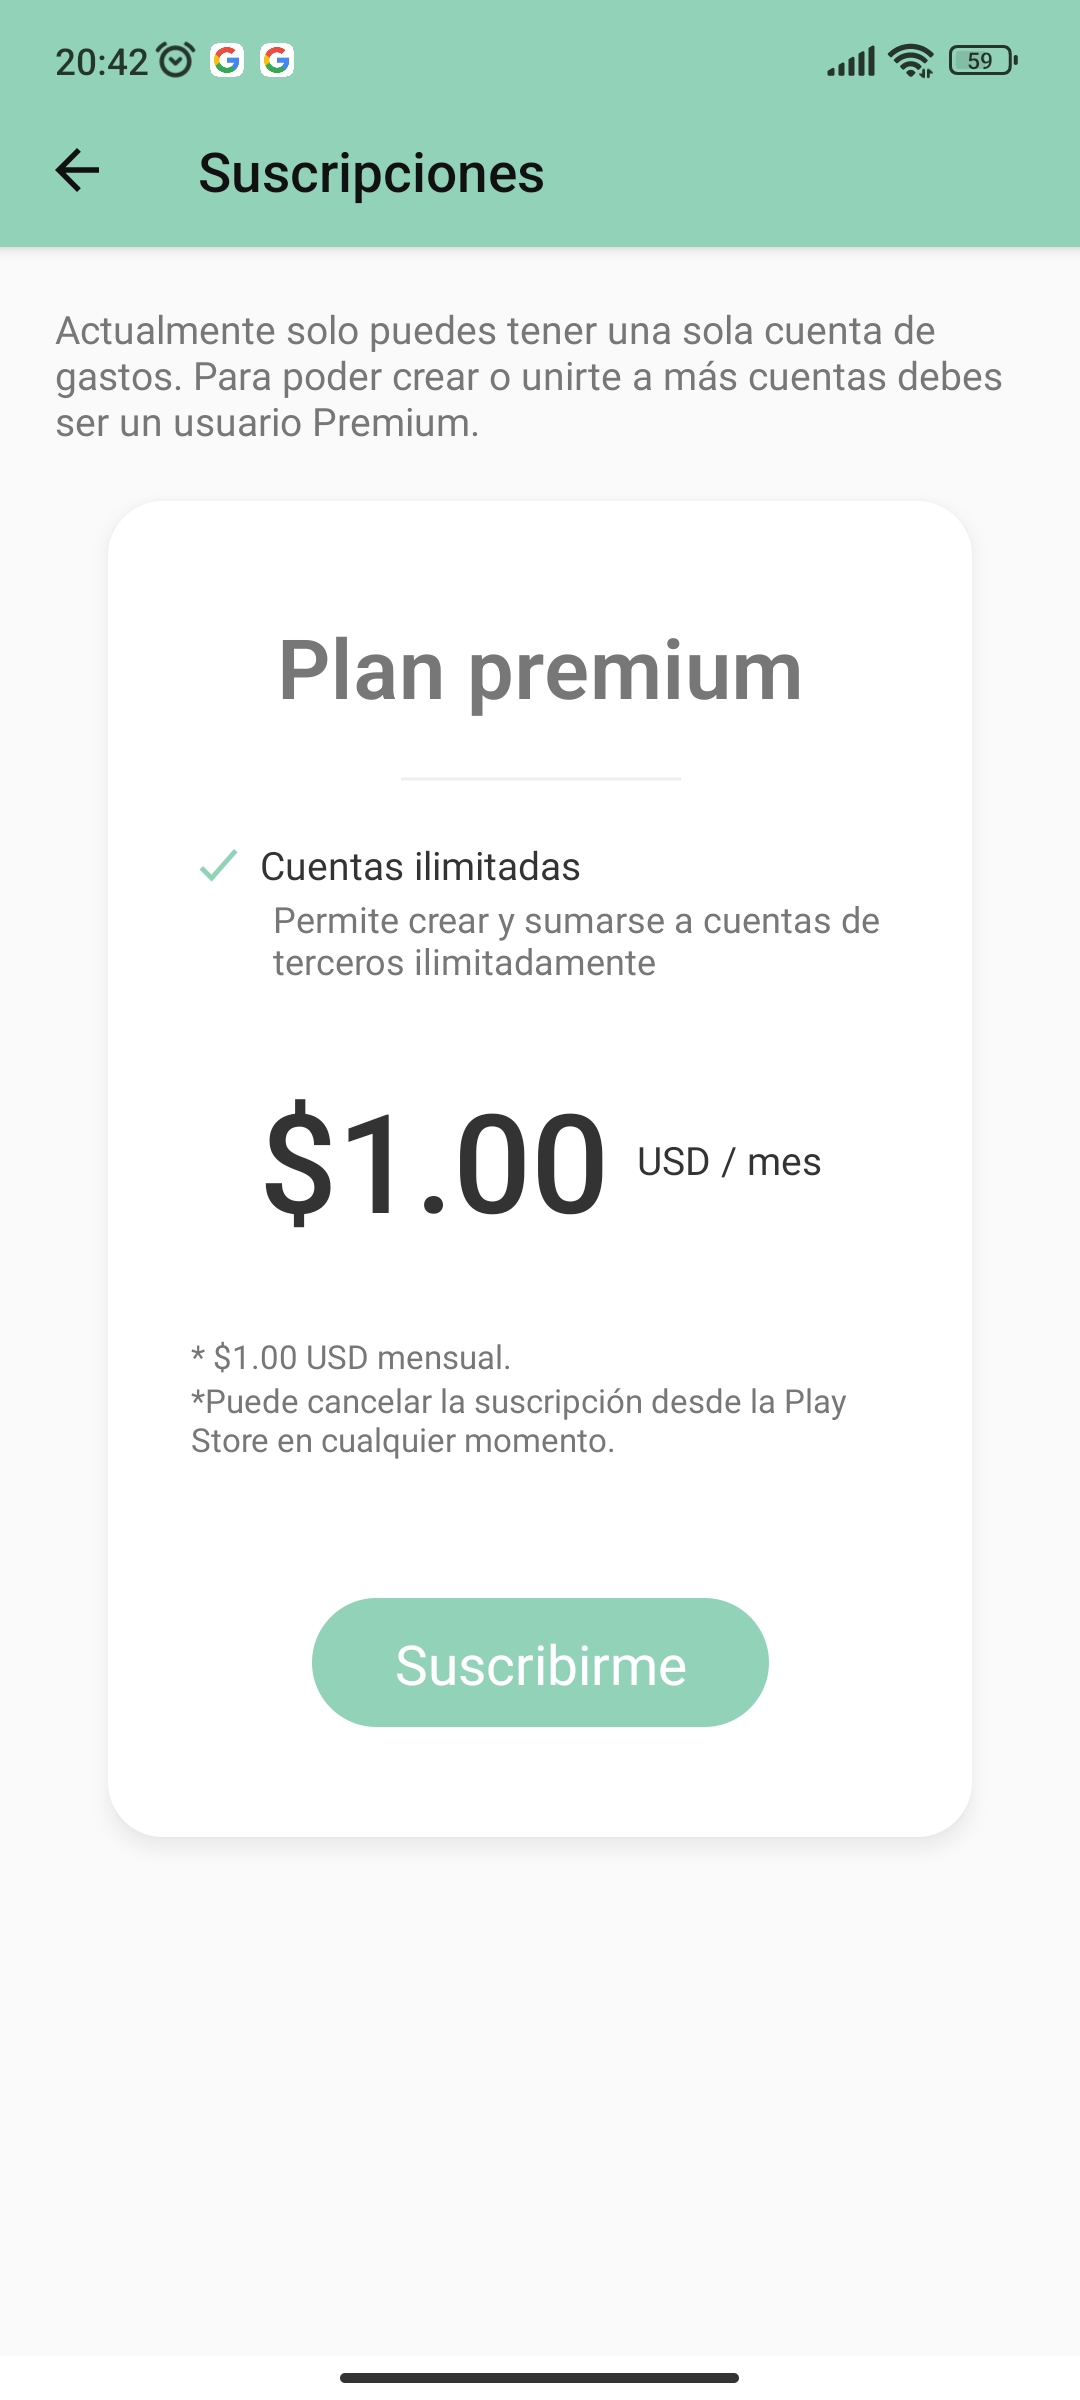 20:42
59
Suscripciones
Actualmente solo puedes tener una sola cuenta de
gastos. Para poder crear o unirte a más cuentas debes
ser un usuario Premium.
Plan premium
Cuentas ilimitadas
Permite crear y sumarse a cuentas de
terceros ilimitadamente
$1.00 USD / mes
* $1.00 USD mensual.
*Puede cancelar la suscripción desde la Play
Store en cualquier momento.
Suscribirme